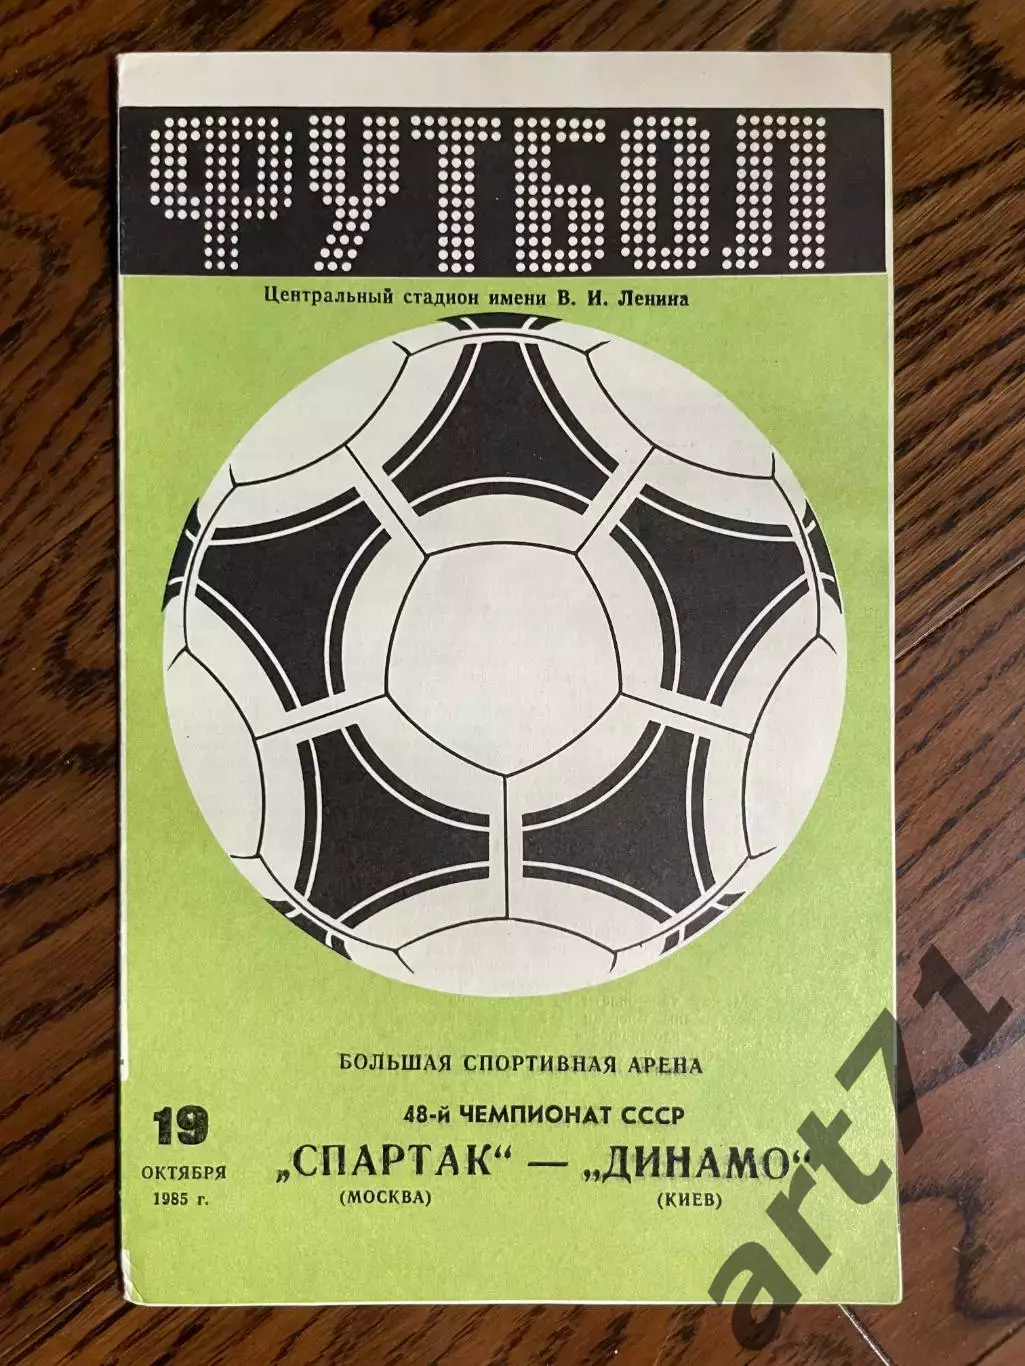 ФУТБОЛ
Центральный стадион имени В. И. Ленина
БОЛЬШАЯ СПОРТИВНАЯ АРЕНА
48-й ЧЕМПИОНАТ СССР
19
ОКТЯБРЯ
1985 г.
„СПАРТАК“ — „ДИНАМО“
(МОСКВА) (КИЕВ)
art71